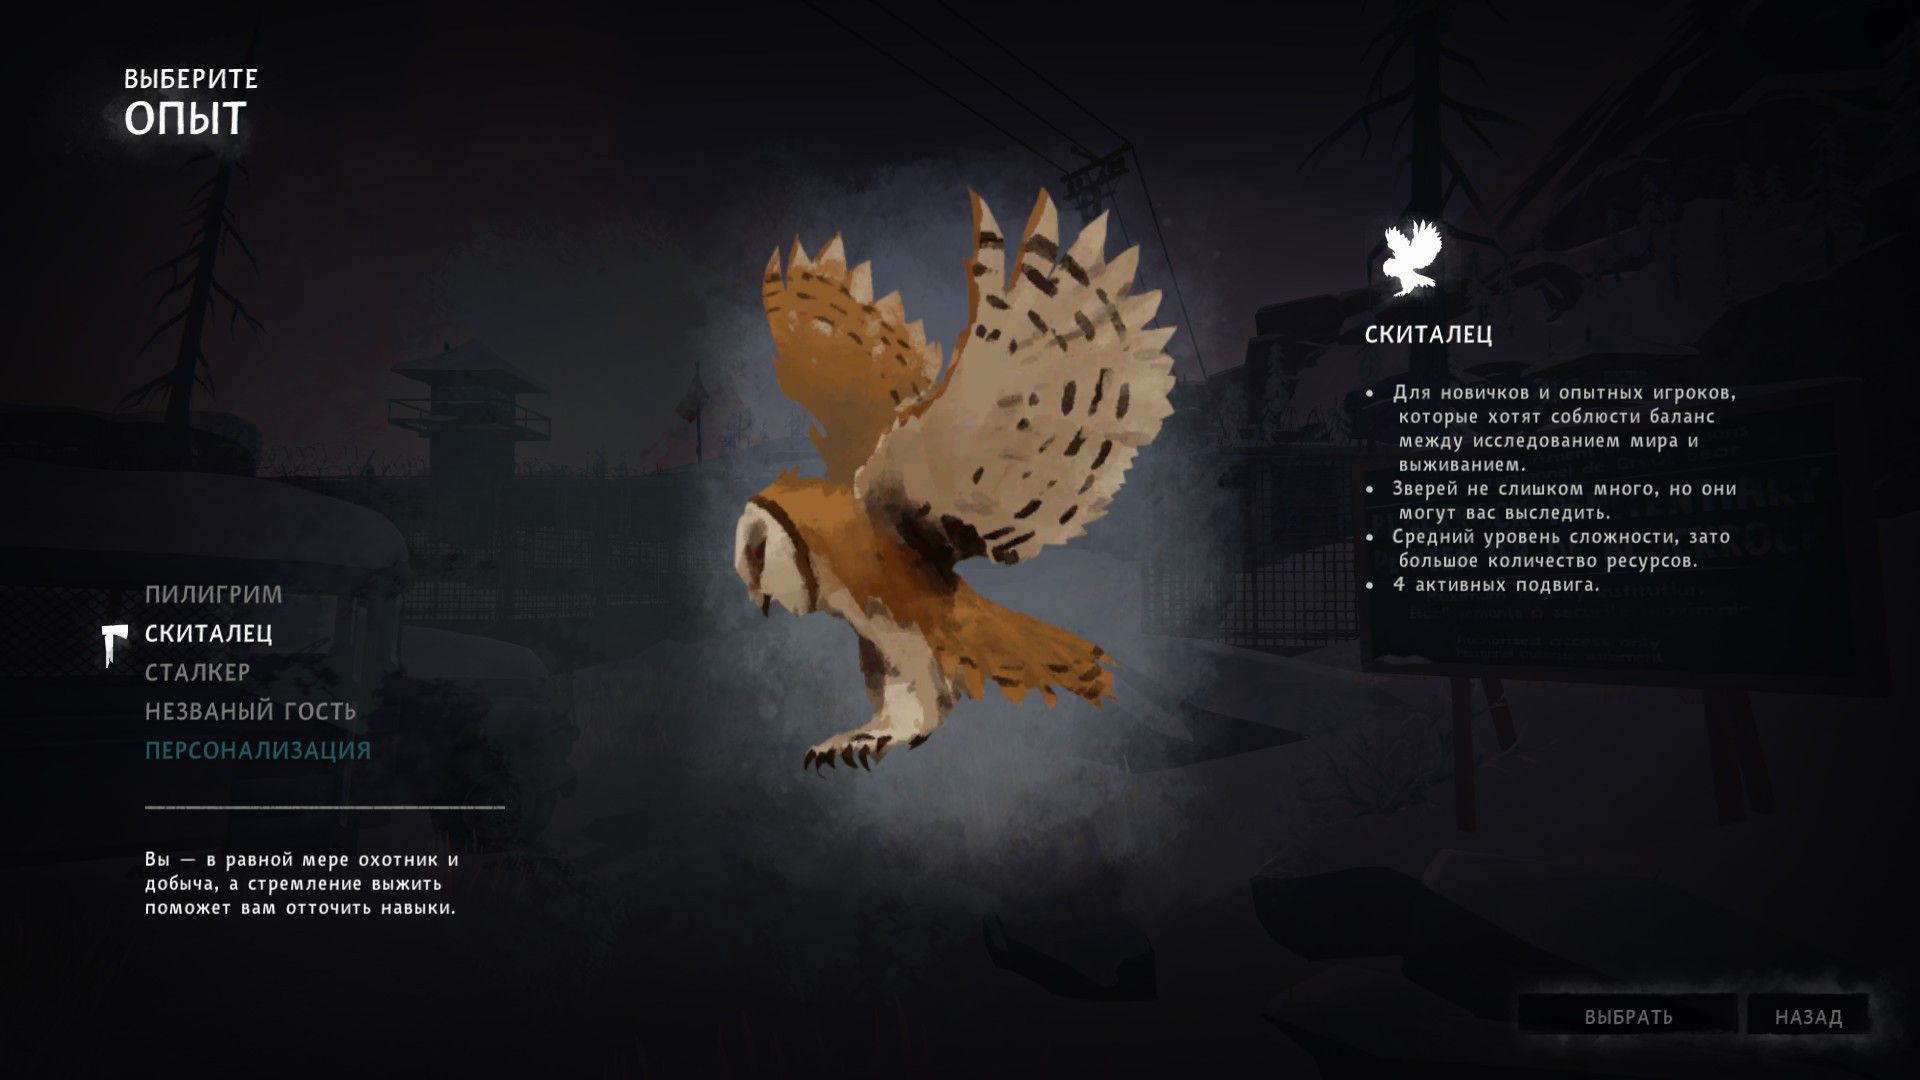 ВЫБЕРИТЕ
ОПЫТ
ПИЛИГРИМ
СКИТАЛЕЦ
СТАЛКЕР
НЕЗВАНЫЙ ГОСТЬ
ПЕРСОНАЛИЗАЦИЯ
Вы — в равной мере охотник и
добыча, а стремление выжить
поможет вам отточить навыки.
СКИТАЛЕЦ
• Для новичков и опытных игроков,
которые хотят соблюсти баланс
между исследованием мира и
выживанием.
• Зверей не слишком много, но они
могут вас выследить.
• Средний уровень сложности, зато
большое количество ресурсов.
• 4 активных подвига.
ВЫБРАТЬ
НАЗАД